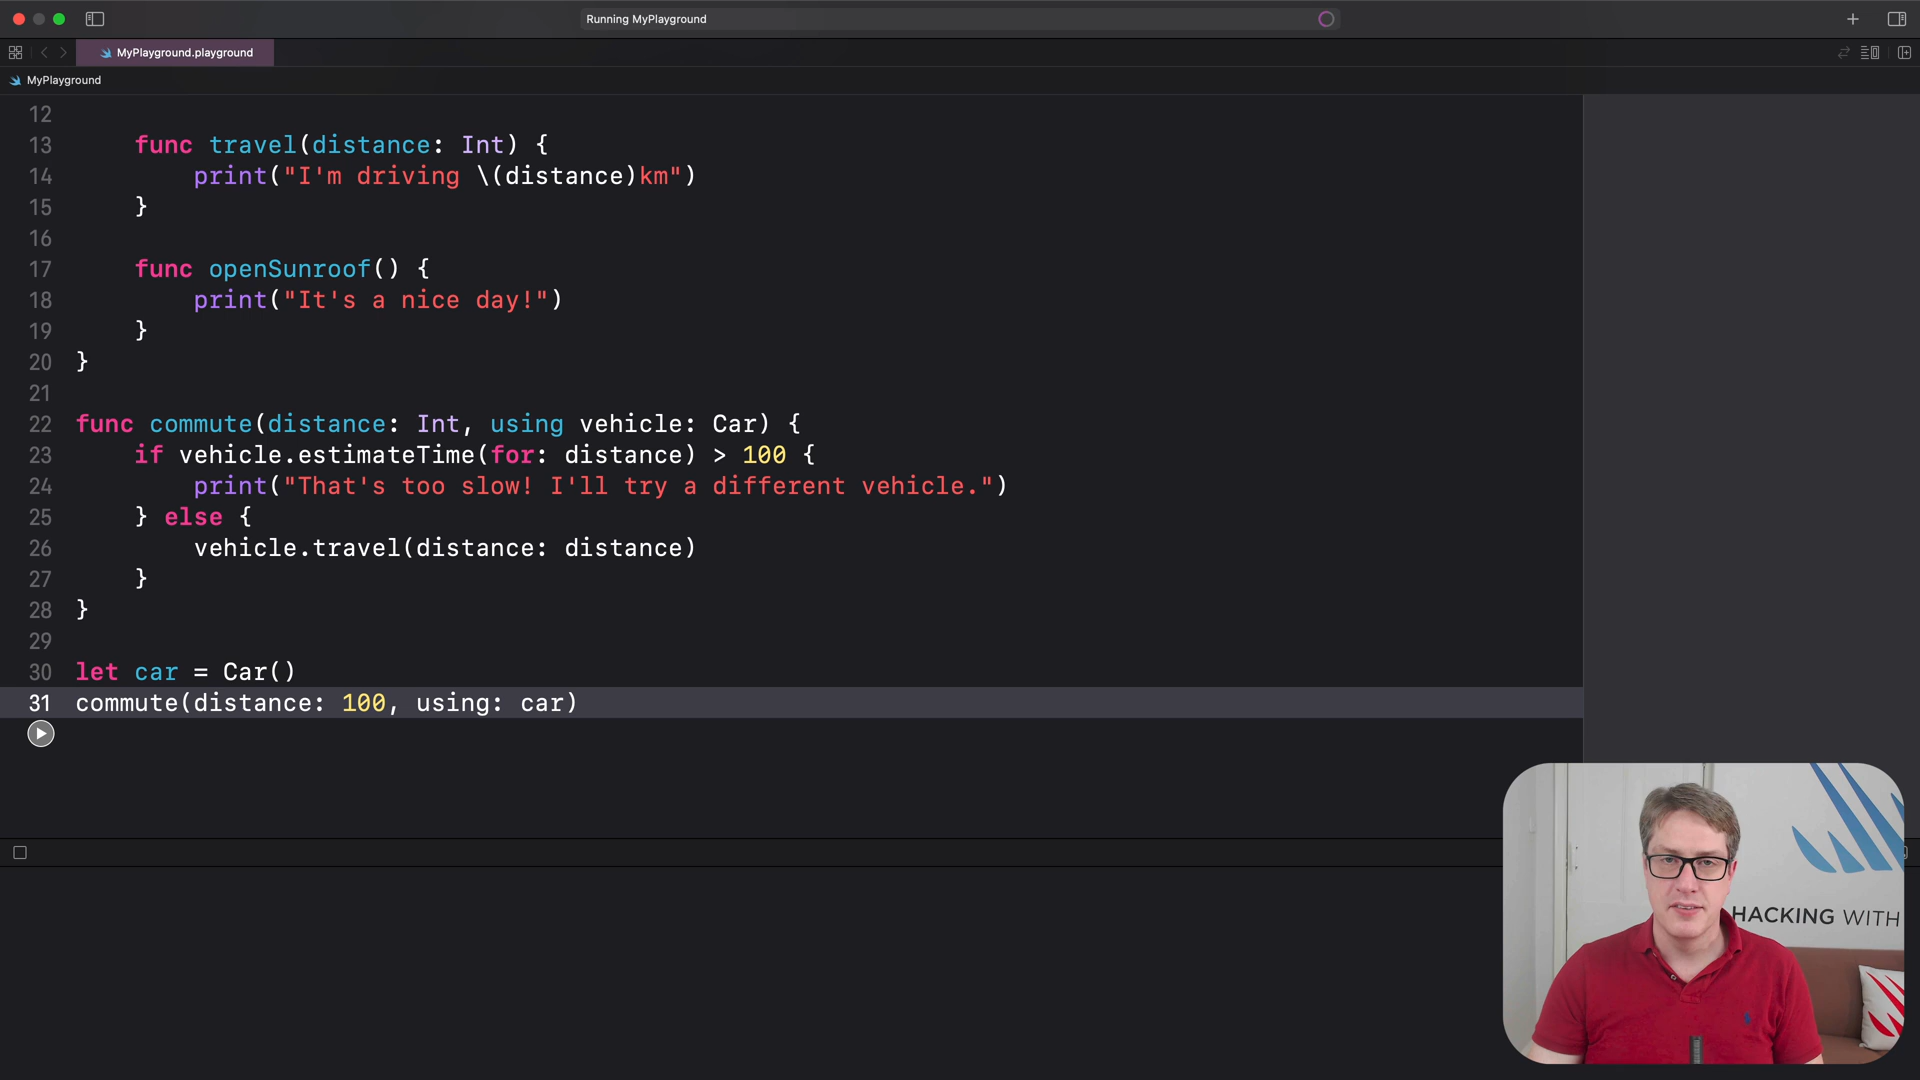 Running MyPlayground
MyPlayground.playground
MyPlayground
12
13 func travel(distance: Int) {
14 print("I'm driving \(distance)km")
15 }
16
17 func openSunroof() {
18 print("It's a nice day!")
19 }
20 }
21
22 func commute(distance: Int, using vehicle: Car) {
23 if vehicle.estimateTime(for: distance) > 100 {
24 print("That's too slow! I'll try a different vehicle.")
25 } else {
26 vehicle.travel(distance: distance)
27 }
28 }
29
30 let car = Car()
31 commute(distance: 100, using: car)
HACKING WITH